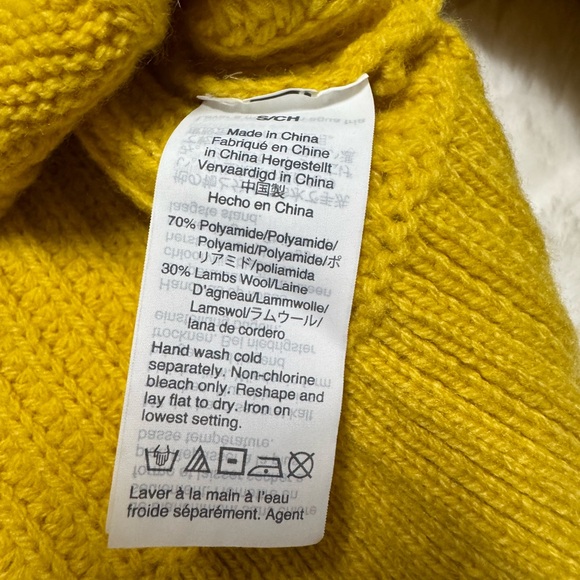 S/CH
Made in China
Fabriqué en Chine
in China Hergestellt
Vervaardigd in China
中国製
Hecho en China
70% Polyamide/Polyamide/
Polyamid/Polyamide/ポ
リアミド/poliamida
30% Lambs Wool/Laine
D'agneau/Lammwolle/
Lamswol/ラムウール/
lana de cordero
Hand wash cold
separately. Non-chlorine
bleach only. Reshape and
lay flat to dry. Iron on
lowest setting.
Laver à la main à l'eau
froide séparément. Agent